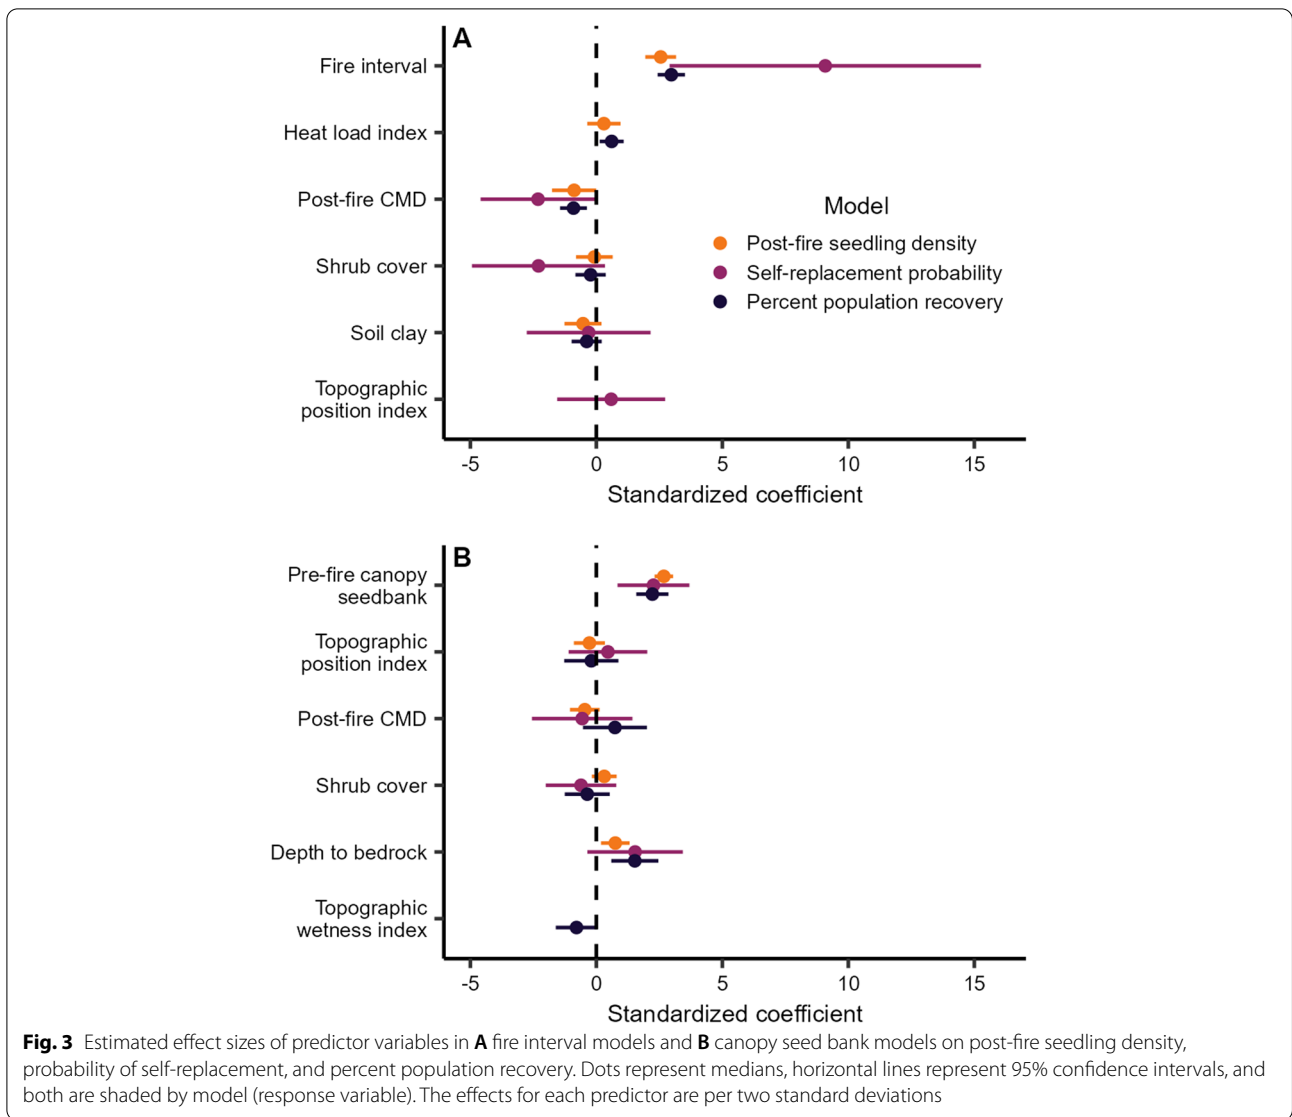 A
Fire interval
Heat load index
Post-fire CMD
Shrub cover
Soil clay
Topographic
position index
Model
Post-fire seedling density
Self-replacement probability
Percent population recovery
-5 0 5 10 15
Standardized coefficient
B
Pre-fire canopy
seedbank
Topographic
position index
Post-fire CMD
Shrub cover
Depth to bedrock
Topographic
wetness index
-5 0 5 10 15
Standardized coefficient
Fig. 3 Estimated effect sizes of predictor variables in A fire interval models and B canopy seed bank models on post-fire seedling density,
probability of self-replacement, and percent population recovery. Dots represent medians, horizontal lines represent 95% confidence intervals, and
both are shaded by model (response variable). The effects for each predictor are per two standard deviations